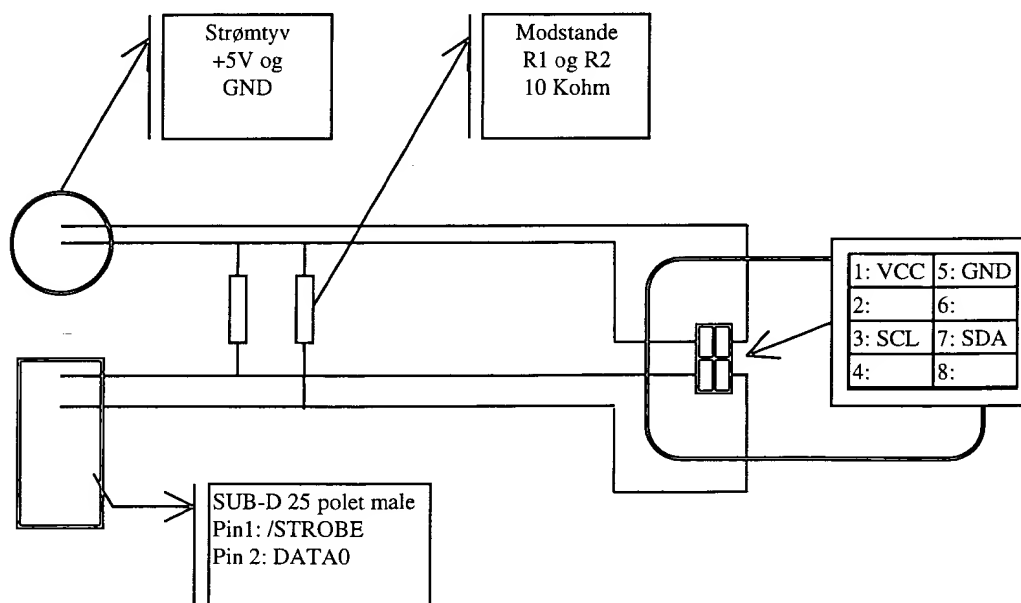 Strømtyv
+5V og
GND
Modstande
R1 og R2
10 Kohm
1: VCC 5: GND
2: 6:
3: SCL 7: SDA
4: 8:
SUB-D 25 polet male
Pin1: /STROBE
Pin 2: DATA0